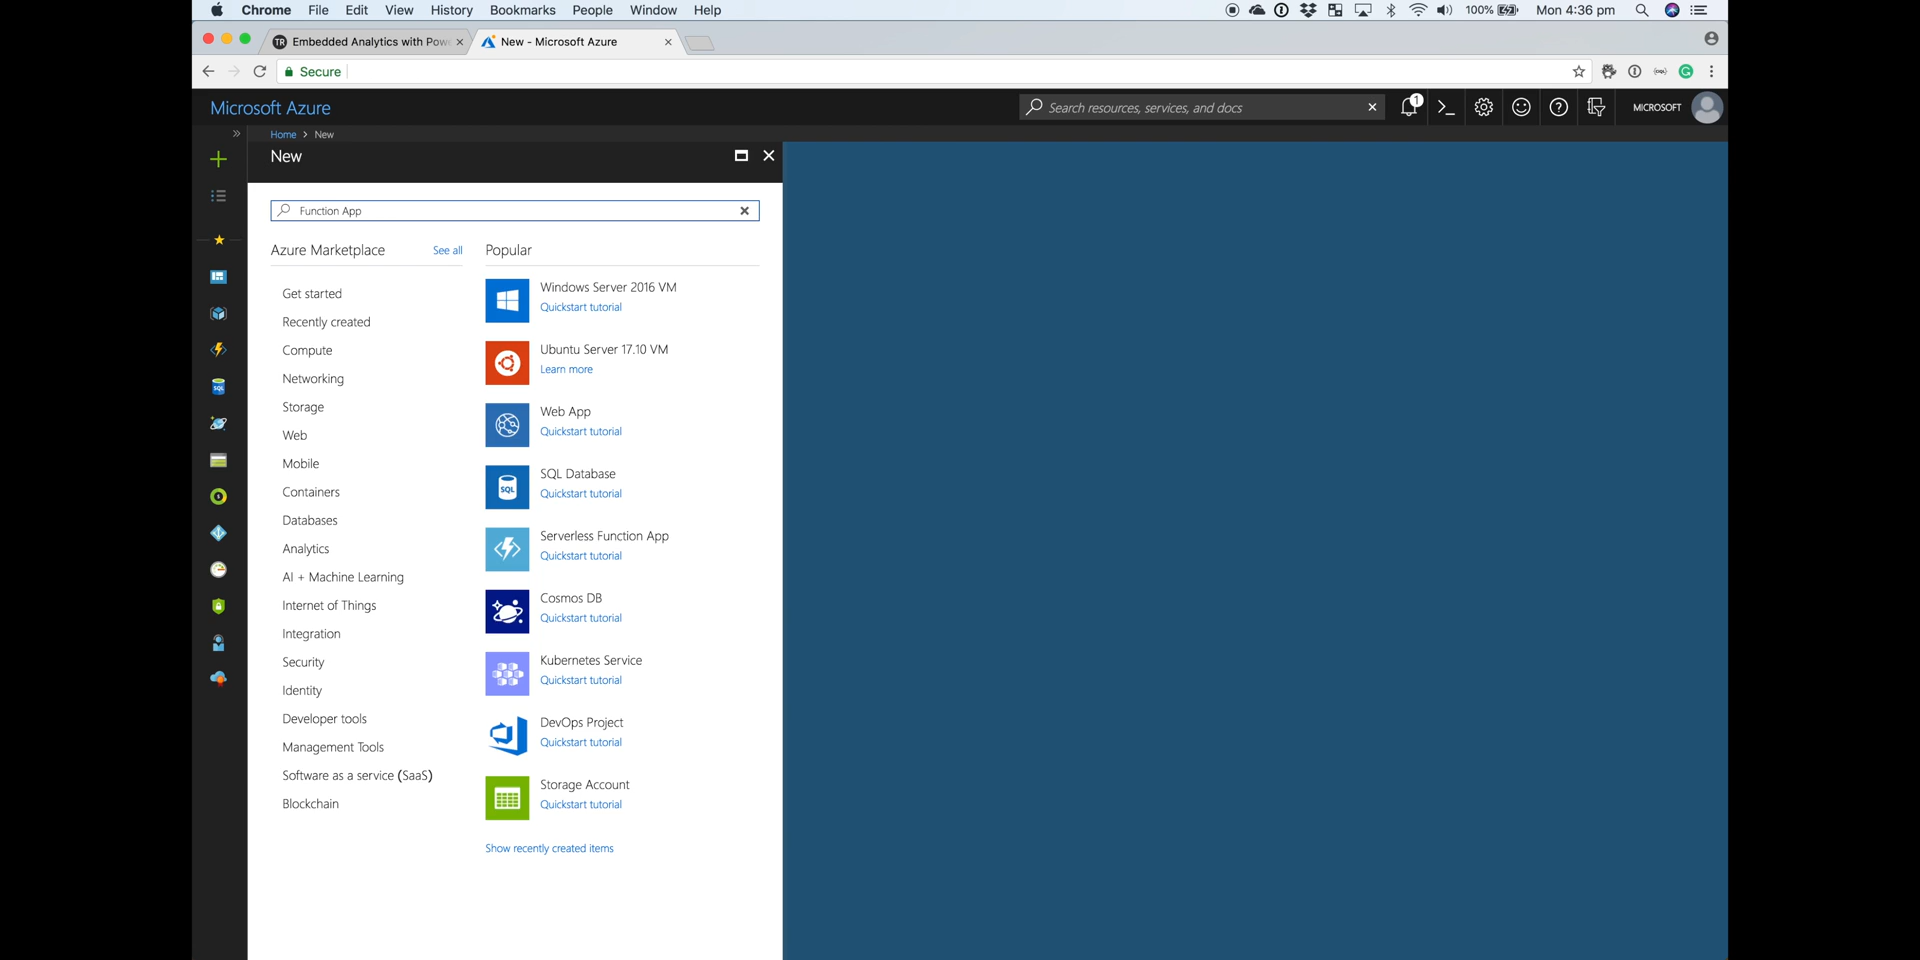 Chrome File Edit View History Bookmarks People Window Help 100% Mon 4:36 pm
Embedded Analytics with Pow New - Microsoft Azure
Secure
Microsoft Azure Search resources, services, and docs 1 MICROSOFT
Home > New
New
Function App
Azure Marketplace See all Popular
Get started
Recently created
Compute
Networking
Storage
Web
Mobile
Containers
Databases
Analytics
AI + Machine Learning
Internet of Things
Integration
Security
Identity
Developer tools
Management Tools
Software as a service (SaaS)
Blockchain
Windows Server 2016 VM
Quickstart tutorial
Ubuntu Server 17.10 VM
Learn more
Web App
Quickstart tutorial
SQL Database
Quickstart tutorial
Serverless Function App
Quickstart tutorial
Cosmos DB
Quickstart tutorial
Kubernetes Service
Quickstart tutorial
DevOps Project
Quickstart tutorial
Storage Account
Quickstart tutorial
Show recently created items